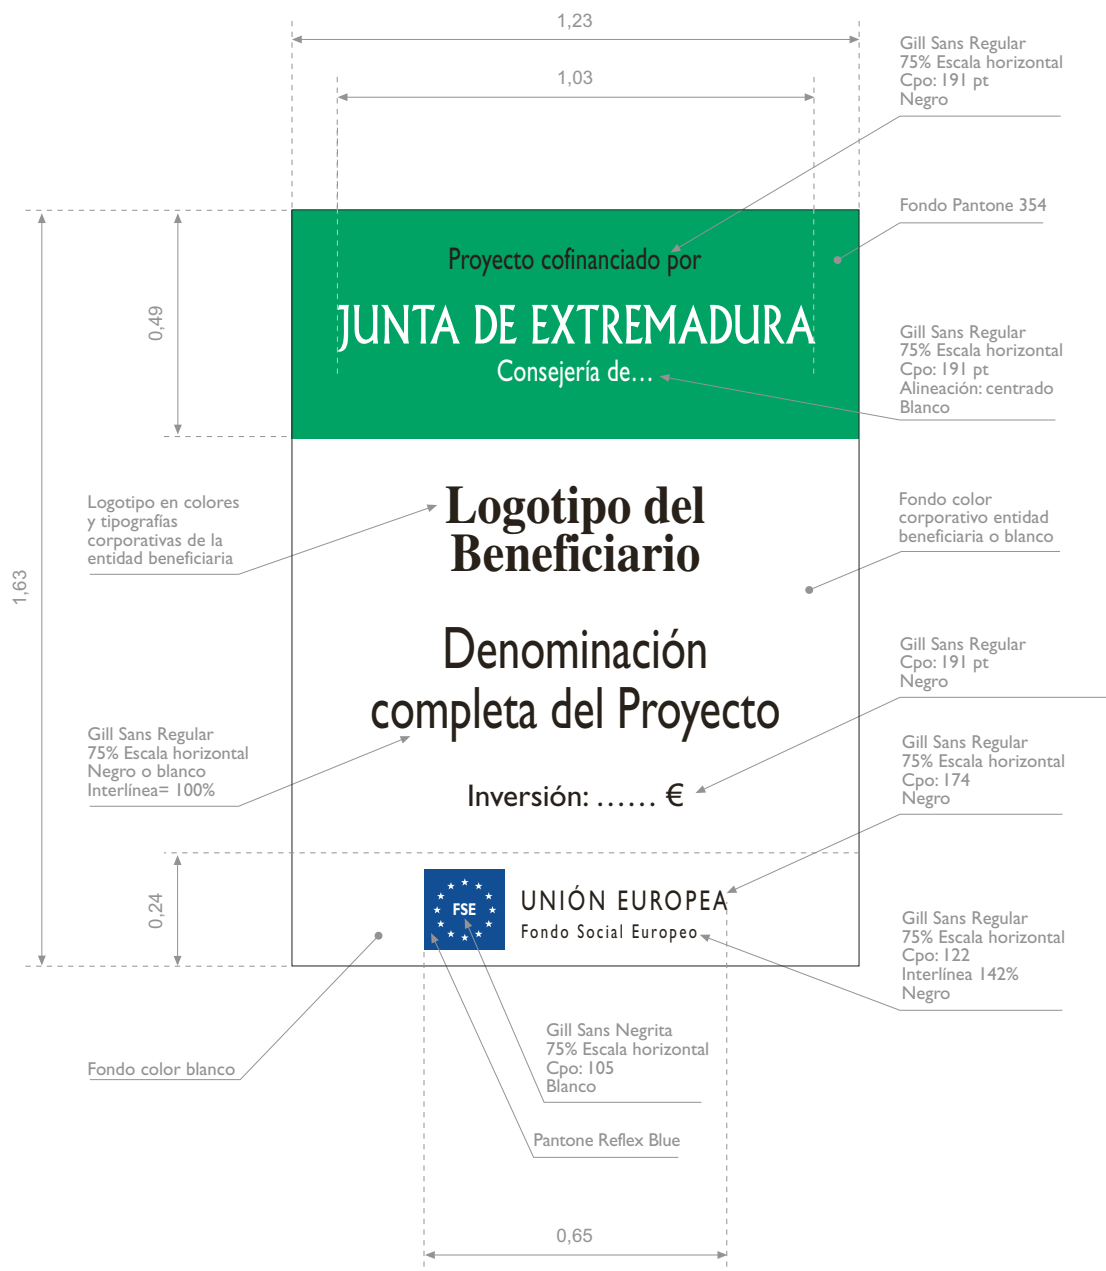 1,23
1,03
Gill Sans Regular
75% Escala horizontal
Cpo: 191 pt
Negro
Fondo Pantone 354
Proyecto cofinanciado por
JUNTA DE EXTREMADURA
Consejería de...
0,49
Gill Sans Regular
75% Escala horizontal
Cpo: 191 pt
Alineación: centrado
Blanco
Logotipo en colores
y tipografías
corporativas de la
entidad beneficiaria
Logotipo del
Beneficiario
Fondo color
corporativo entidad
beneficiaria o blanco
1,63
Denominación
completa del Proyecto
Gill Sans Regular
Cpo: 191 pt
Negro
Gill Sans Regular
75% Escala horizontal
Negro o blanco
Interlínea= 100%
Inversión: ...... €
Gill Sans Regular
75% Escala horizontal
Cpo: 174
Negro
0,24
FSE
UNIÓN EUROPEA
Fondo Social Europeo
Gill Sans Regular
75% Escala horizontal
Cpo: 122
Interlínea 142%
Negro
Fondo color blanco
Gill Sans Negrita
75% Escala horizontal
Cpo: 105
Blanco
Pantone Reflex Blue
0,65